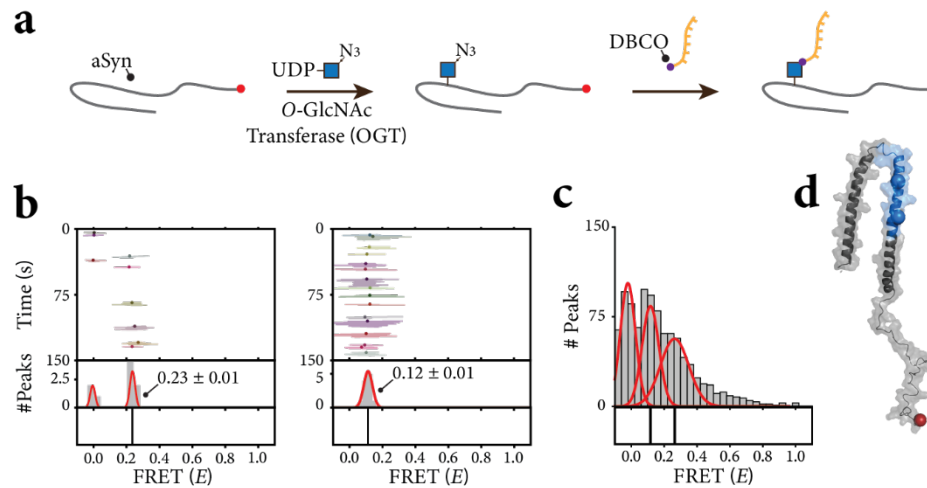 a
aSyn
UDP
N3
O-GlcNAc
Transferase (OGT)
N3
DBCO
b
0
75
150
Time (s)
2.5
0
#Peaks
0.23 ± 0.01
0.0 0.2 0.4 0.6 0.8 1.0
FRET (E)
0
75
150
5
0
0.12 ± 0.01
0.0 0.2 0.4 0.6 0.8 1.0
FRET (E)
c
150
75
0
# Peaks
0.0 0.2 0.4 0.6 0.8 1.0
FRET (E)
d